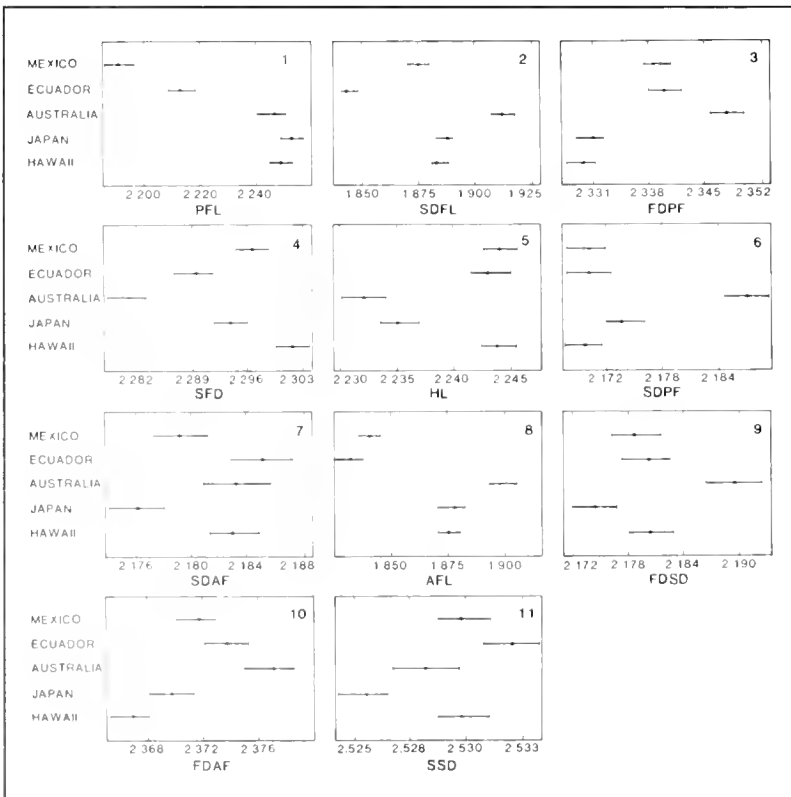 1 2 3
MEXICO
ECUADOR
AUSTRALIA
JAPAN
HAWAII
2 200 2 220 2 240 1 850 1 875 1 900 1 925 2 331 2 338 2 345 2 352
PFL SDFL FDPF
4 5 6
MEXICO
ECUADOR
AUSTRALIA
JAPAN
HAWAII
2 282 2 289 2 296 2 303 2 230 2 235 2 240 2 245 2 172 2 178 2 184
SFD HL SDPF
7 8 9
MEXICO
ECUADOR
AUSTRALIA
JAPAN
HAWAII
2 176 2 180 2 184 2 188 1 850 1 875 1 900 2 172 2 178 2 184 2 190
SDAF AFL FDSD
10 11
MEXICO
ECUADOR
AUSTRALIA
JAPAN
HAWAII
2 368 2 372 2 376 2.525 2.528 2.530 2.533
FDAF SSD